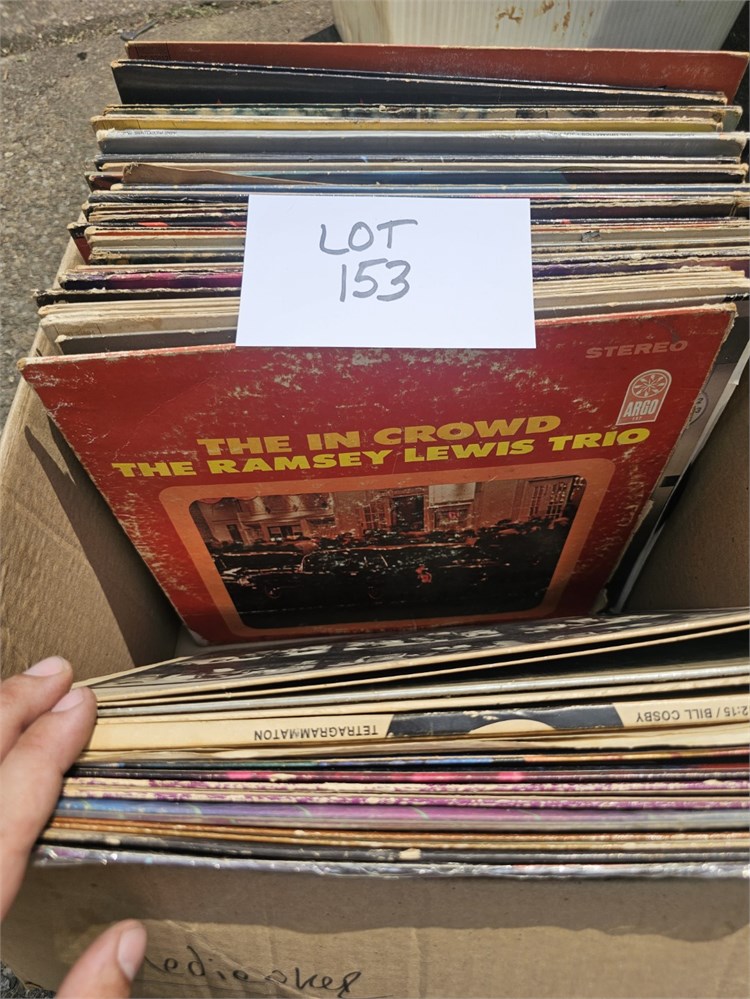 LOT
153
STEREO
ARGO
THE IN CROWD
THE RAMSEY LEWIS TRIO
TETRAGRAMMATON
2:15 / BILL COSBY